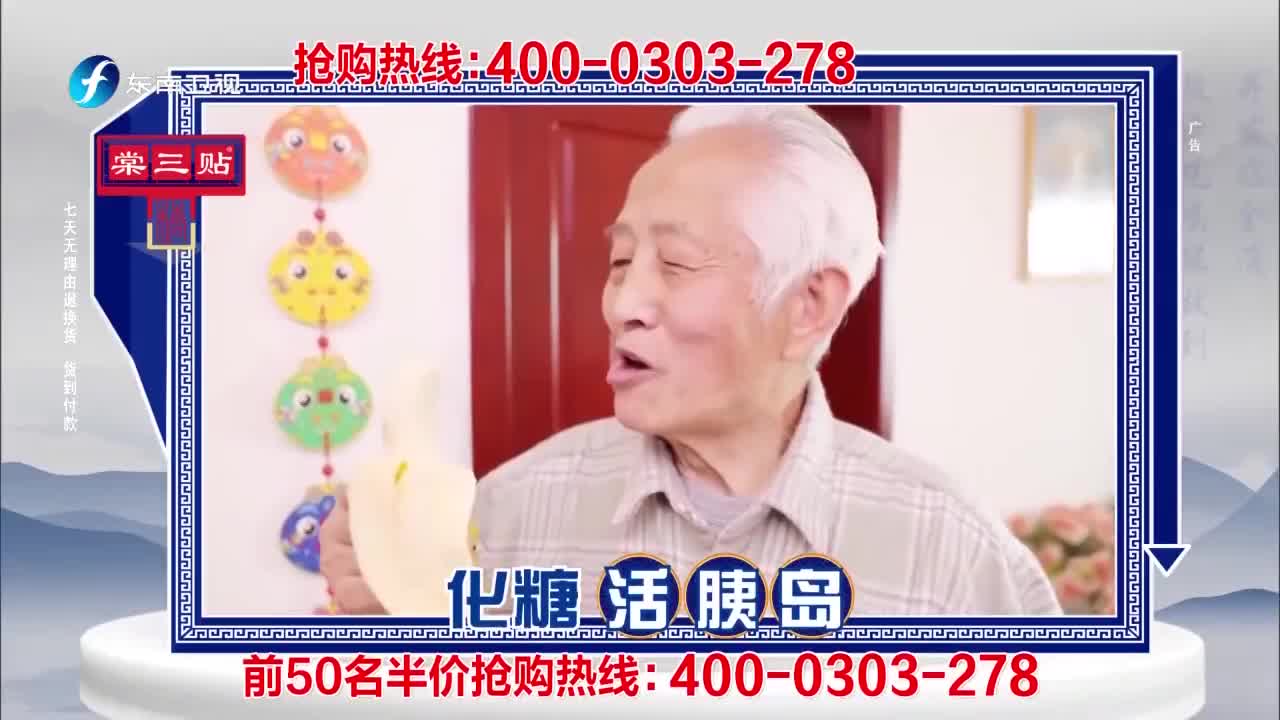 抢购热线:400-0303-278
东南卫视
棠三贴
广告
七天无理由退换货 货到付款
化糖 活胰岛
前50名半价抢购热线:400-0303-278